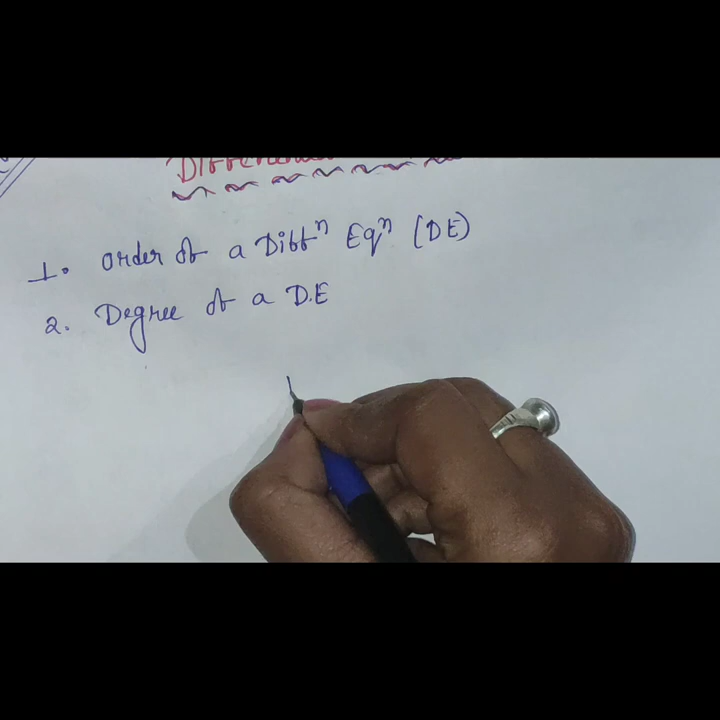 1. Order of a Diffⁿ Eqⁿ (DE)
2. Degree of a D.E